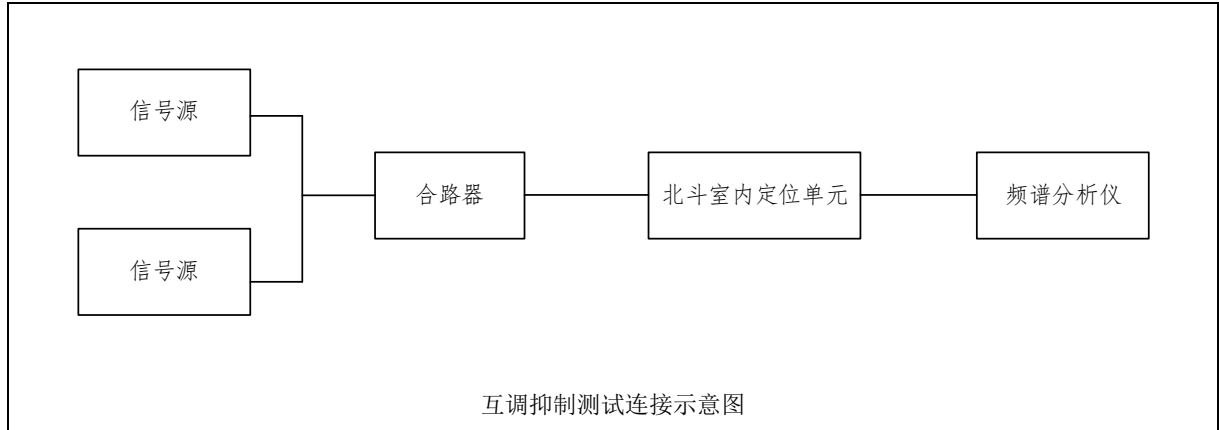 信号源
信号源
合路器
北斗室内定位单元
频谱分析仪
互调抑制测试连接示意图